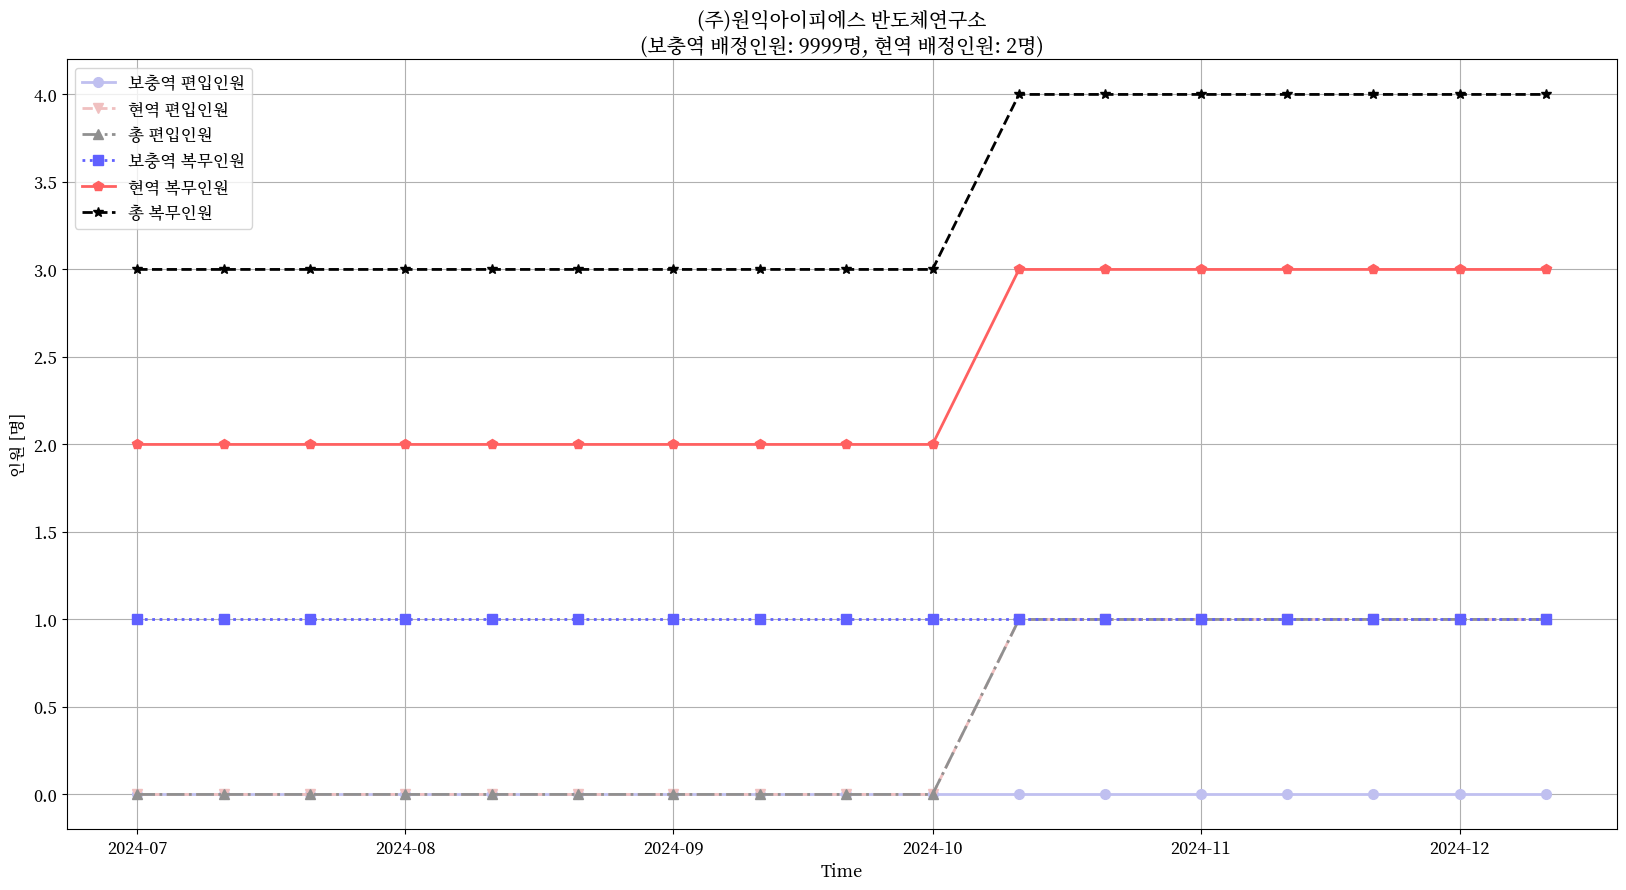 (주)원익아이피에스 반도체연구소
(보충역 배정인원: 9999명, 현역 배정인원: 2명)
보충역 편입인원
현역 편입인원
총 편입인원
보충역 복무인원
현역 복무인원
총 복무인원
4.0
3.5
3.0
2.5
2.0
1.5
1.0
0.5
0.0
인원 [명]
2024-07
2024-08
2024-09
2024-10
2024-11
2024-12
Time